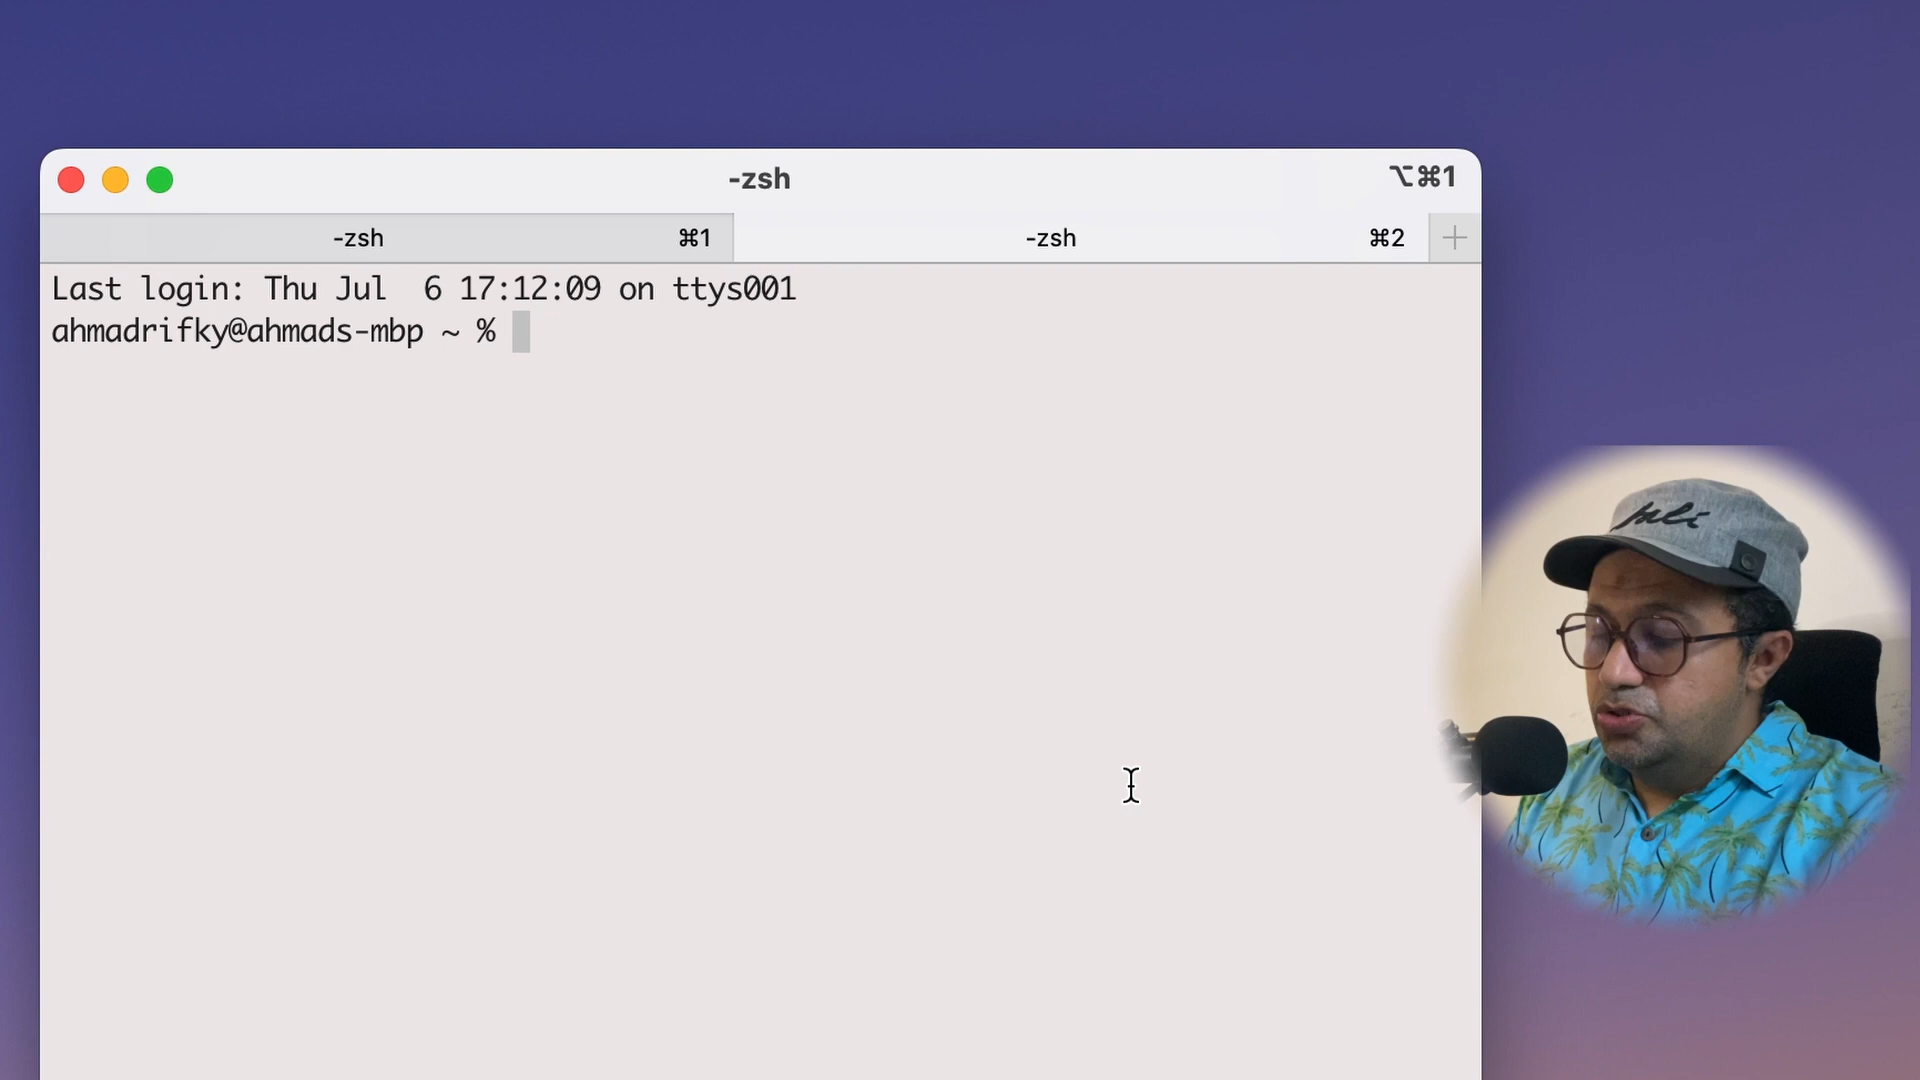 -zsh
⌥⌘1
-zsh ⌘1
-zsh ⌘2
Last login: Thu Jul  6 17:12:09 on ttys001
ahmadrifky@ahmads-mbp ~ %